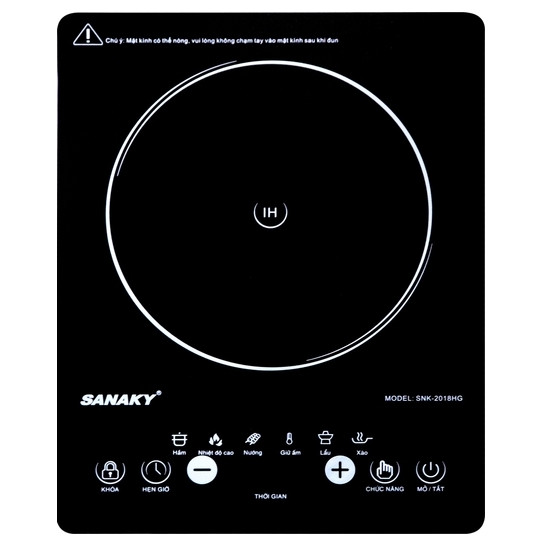 Chú ý: Mặt kính có thể nóng, vui lòng không chạm tay vào mặt kính sau khi đun
IH
SANAKY®
MODEL: SNK-2018HG
Hầm Nhiệt độ cao Nướng Giữ ấm Lẩu Xào
KHÓA HẸN GIỜ CHỨC NĂNG MỞ / TẮT
THỜI GIAN